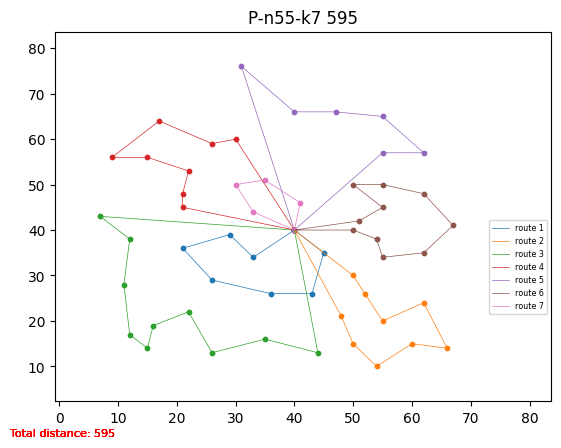 P-n55-k7 595
80
70
60
50
40
30
20
10
0 10 20 30 40 50 60 70 80
route 1
route 2
route 3
route 4
route 5
route 6
route 7
Total distance: 595